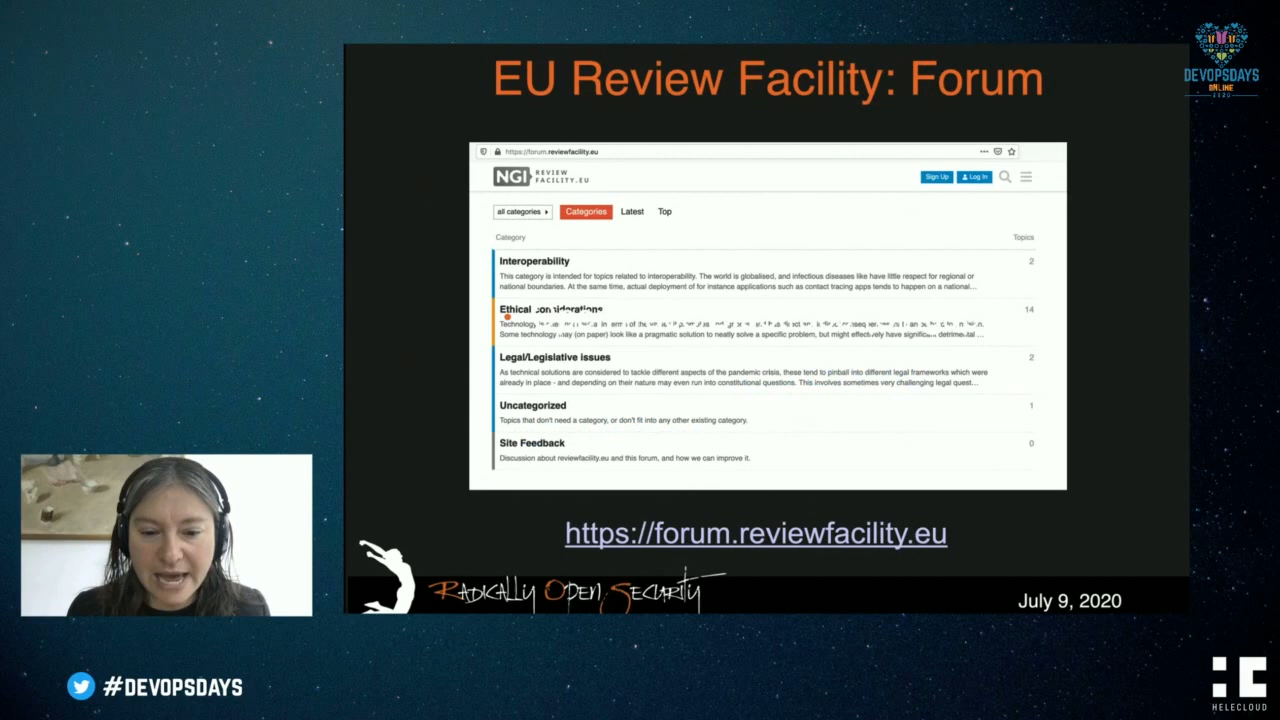 EU Review Facility: Forum
DEVOPSDAYS
ONLINE
2020
https://forum.reviewfacility.eu
NGI REVIEW
FACILITY.EU
Sign Up
Log In
all categories
Categories
Latest
Top
Category
Topics
Interoperability
2
This category is intended for topics related to interoperability. The world is globalised, and infectious diseases like have little respect for regional or
national boundaries. At the same time, actual deployment of for instance applications such as contact tracing apps tends to happen on a national...
Ethical considerations
14
Technology
Some technology may (on paper) look like a pragmatic solution to neatly solve a specific problem, but might effectively have significant detrimental ...
Legal/Legislative issues
2
As technical solutions are considered to tackle different aspects of the pandemic crisis, these tend to pinball into different legal frameworks which were
already in place - and depending on their nature may even run into constitutional questions. This involves sometimes very challenging legal quest...
Uncategorized
1
Topics that don't need a category, or don't fit into any other existing category.
Site Feedback
0
Discussion about reviewfacility.eu and this forum, and how we can improve it.
https://forum.reviewfacility.eu
RADICALLY OPEN SECURITY
July 9, 2020
#DEVOPSDAYS
HELECLOUD